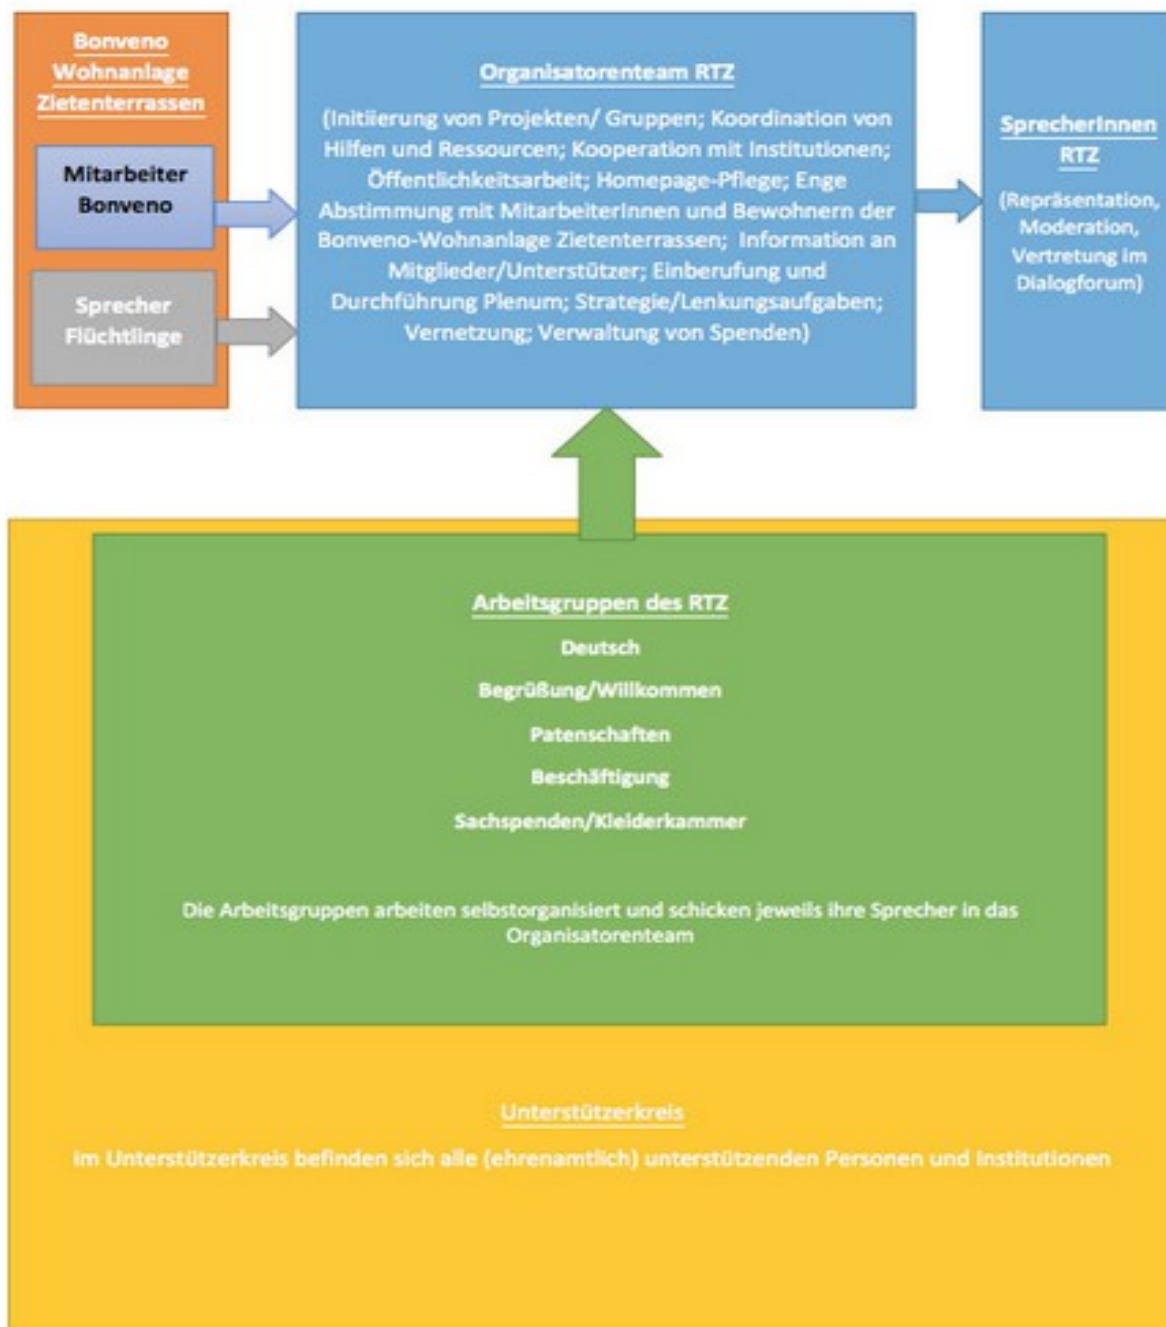 Bonveno
Wohnanlage
Zietenterrassen
Mitarbeiter
Bonveno
Sprecher
Flüchtlinge
Organisatorenteam RTZ
(Initiierung von Projekten/ Gruppen; Koordination von
Hilfen und Ressourcen; Kooperation mit Institutionen;
Öffentlichkeitsarbeit; Homepage-Pflege; Enge
Abstimmung mit MitarbeiterInnen und Bewohnern der
Bonveno-Wohnanlage Zietenterrassen; Information an
Mitglieder/Unterstützer; Einberufung und
Durchführung Plenum; Strategie/Lenkungsaufgaben;
Vernetzung; Verwaltung von Spenden)
SprecherInnen
RTZ
(Repräsentation,
Moderation,
Vertretung im
Dialogforum)
Arbeitsgruppen des RTZ
Deutsch
Begrüßung/Willkommen
Patenschaften
Beschäftigung
Sachspenden/Kleiderkammer
Die Arbeitsgruppen arbeiten selbstorganisiert und schicken jeweils ihre Sprecher in das
Organisatorenteam
Unterstützerkreis
Im Unterstützerkreis befinden sich alle (ehrenamtlich) unterstützenden Personen und Institutionen